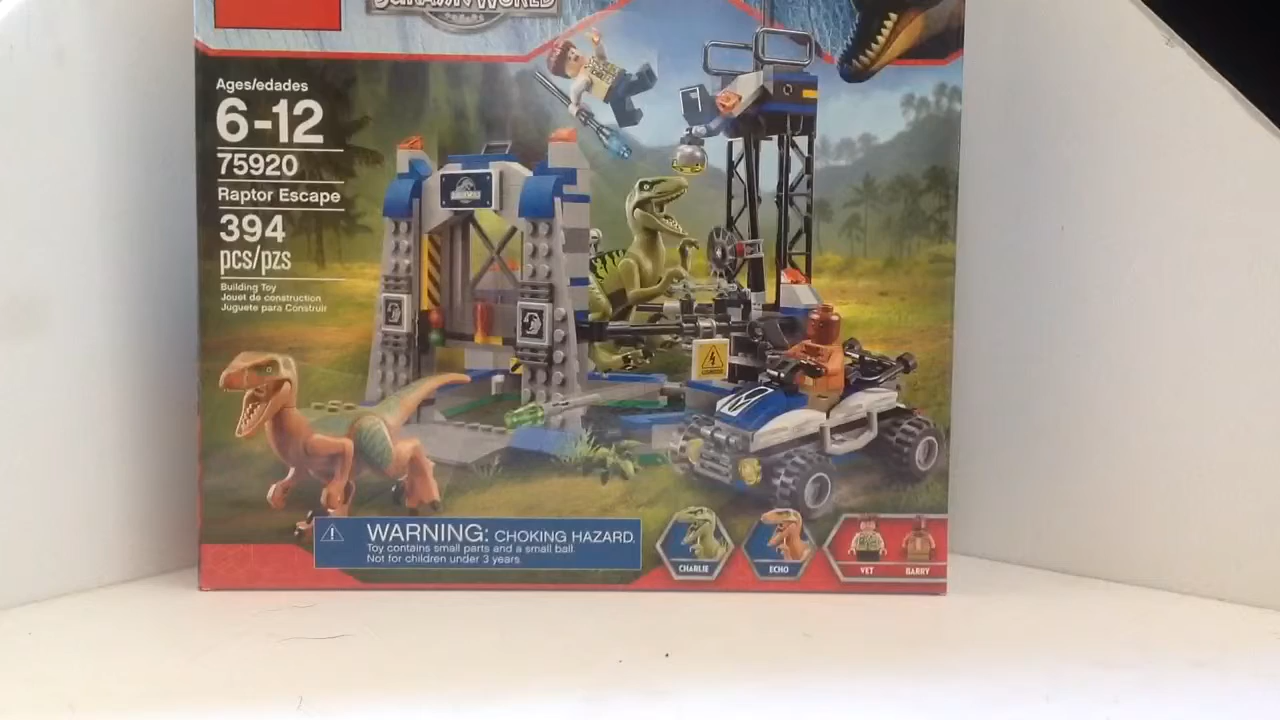 JURASSIC WORLD
Ages/edades
6-12
75920
Raptor Escape
394
pcs/pzs
Building Toy
Jouet de construction
Juguete para Construir
WARNING: CHOKING HAZARD.
Toy contains small parts and a small ball.
Not for children under 3 years.
CHARLIE
ECHO
VET
BARRY